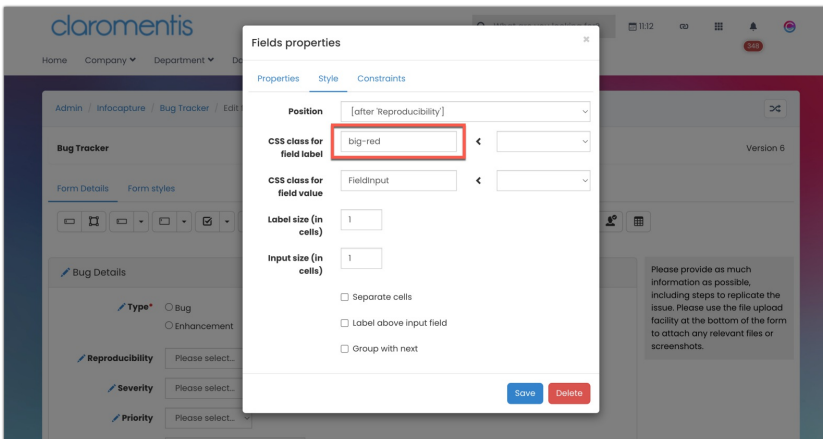 claromentis
11:12
348
Home Company Department Do
Admin / Infocapture / Bug Tracker / Edit
Bug Tracker
Version 6
Form Details Form styles
Bug Details
Type*
Bug
Enhancement
Reproducibility Please select...
Severity Please select...
Priority Please select...
Fields properties ×
Properties Style Constraints
Position [after 'Reproducibility']
CSS class for field label
big-red
CSS class for field value
FieldInput
Label size (in cells)
1
Input size (in cells)
1
Separate cells
Label above input field
Group with next
Save Delete
Please provide as much
information as possible,
including steps to replicate the
issue. Please use the file upload
facility at the bottom of the form
to attach any relevant files or
screenshots.